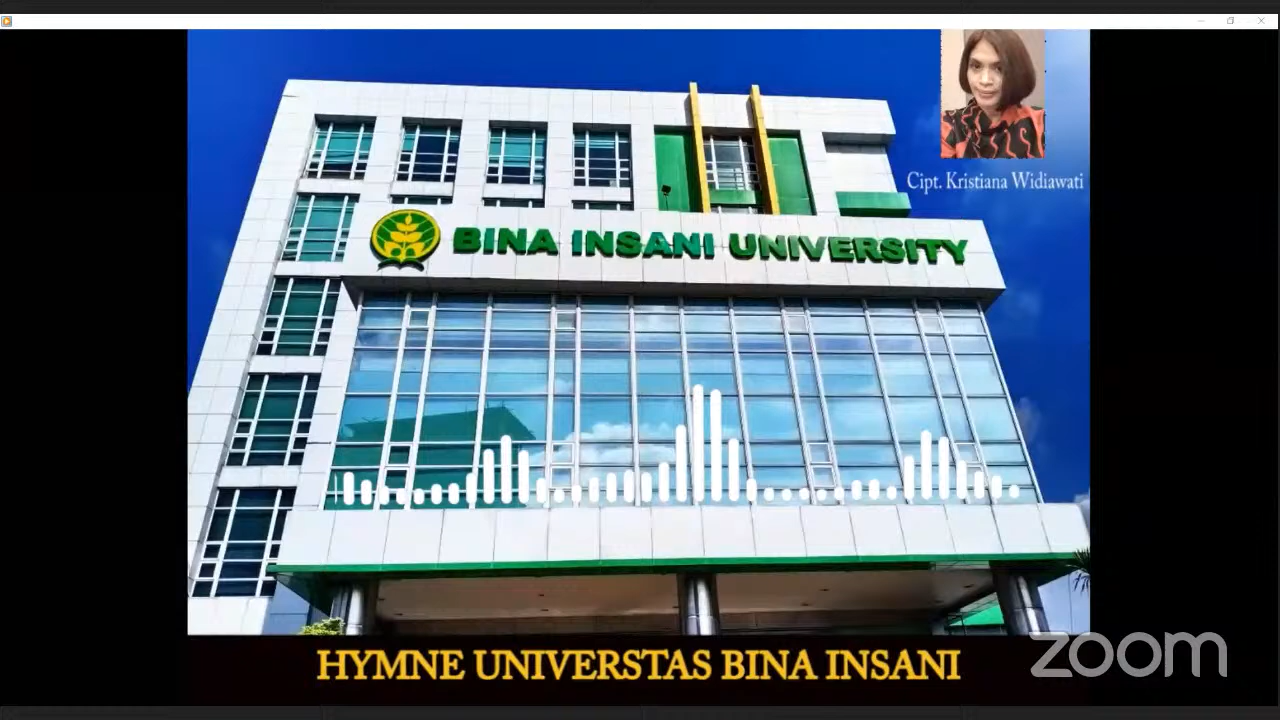 Cipt. Kristiana Widiawati
BINA INSANI UNIVERSITY
HYMNE UNIVERSTAS BINA INSANI
zoom